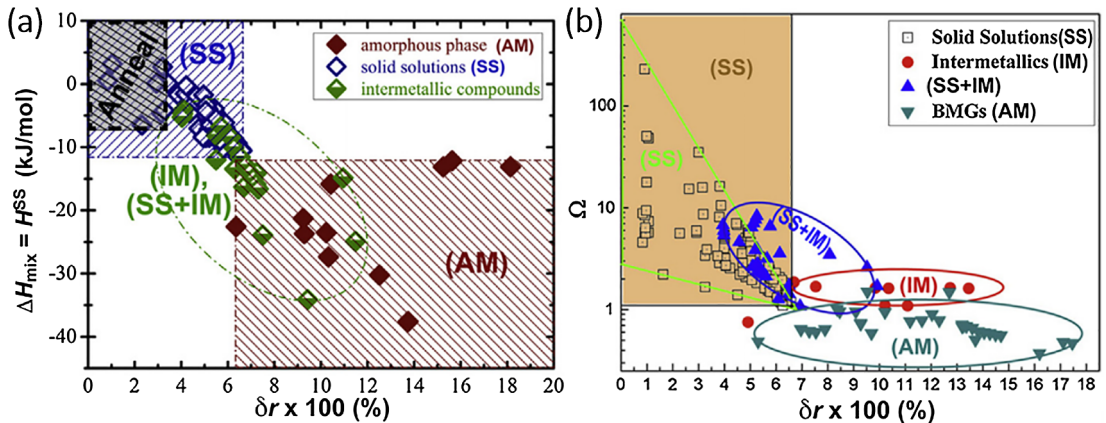 (a)
10
0
-10
-20
-30
-40
ΔHmix = H^SS (kJ/mol)
Anneal
(SS)
amorphous phase (AM)
solid solutions (SS)
intermetallic compounds
(IM),
(SS+IM)
(AM)
0 2 4 6 8 10 12 14 16 18 20
δr x 100 (%)
(b)
100
10
1
Ω
(SS)
(SS)
Solid Solutions(SS)
Intermetallics (IM)
(SS+IM)
BMGs (AM)
(SS+IM)
(IM)
(AM)
0 1 2 3 4 5 6 7 8 9 10 11 12 13 14 15 16 17 18
δr x 100 (%)